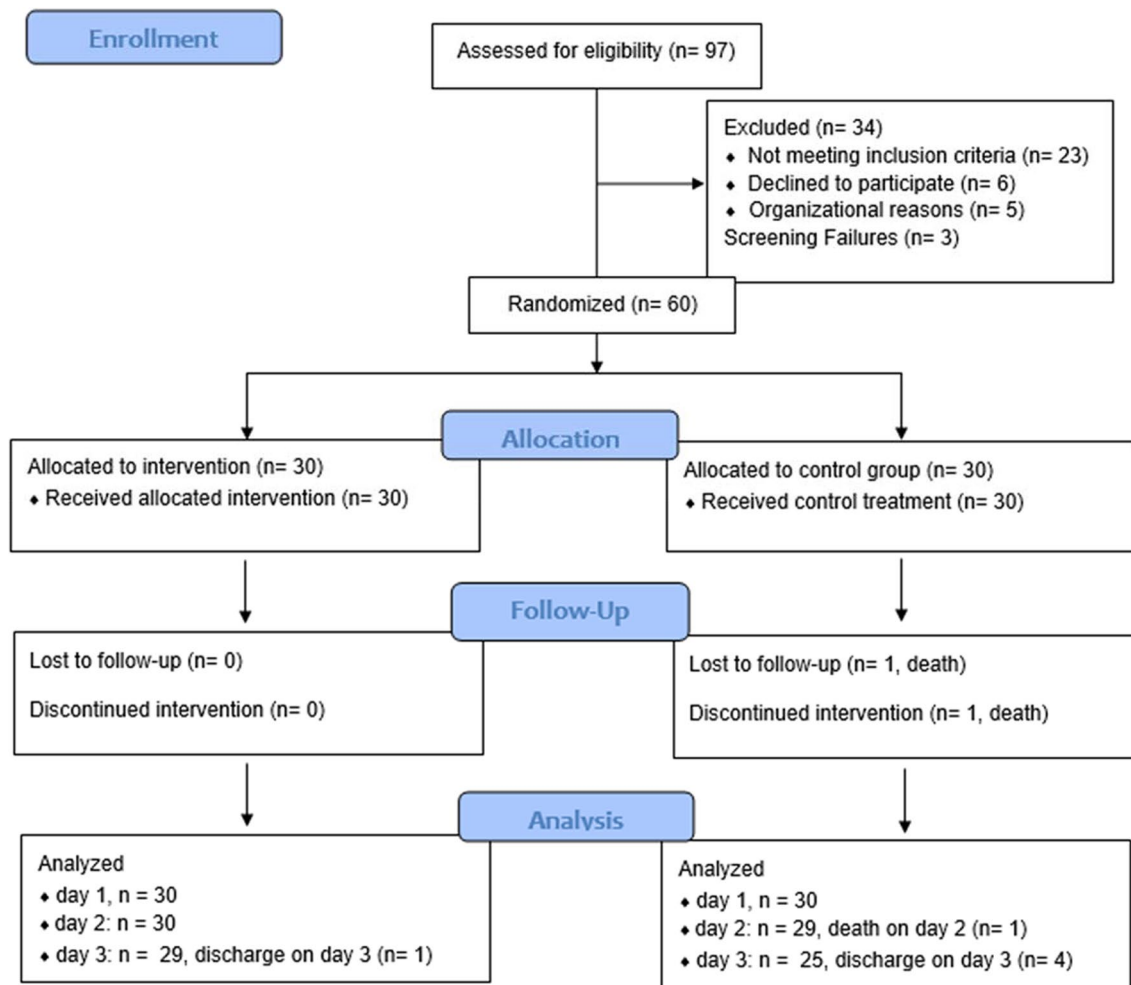 Enrollment
Assessed for eligibility (n= 97)
Excluded (n= 34)
♦ Not meeting inclusion criteria (n= 23)
♦ Declined to participate (n= 6)
♦ Organizational reasons (n= 5)
Screening Failures (n= 3)
Randomized (n= 60)
Allocation
Allocated to intervention (n= 30)
♦ Received allocated intervention (n= 30)
Allocated to control group (n= 30)
♦ Received control treatment (n= 30)
Follow-Up
Lost to follow-up (n= 0)
Discontinued intervention (n= 0)
Lost to follow-up (n= 1, death)
Discontinued intervention (n= 1, death)
Analysis
Analyzed
♦ day 1, n = 30
♦ day 2: n = 30
♦ day 3: n =  29, discharge on day 3 (n= 1)
Analyzed
♦ day 1, n = 30
♦ day 2: n = 29, death on day 2 (n= 1)
♦ day 3: n =  25, discharge on day 3 (n= 4)